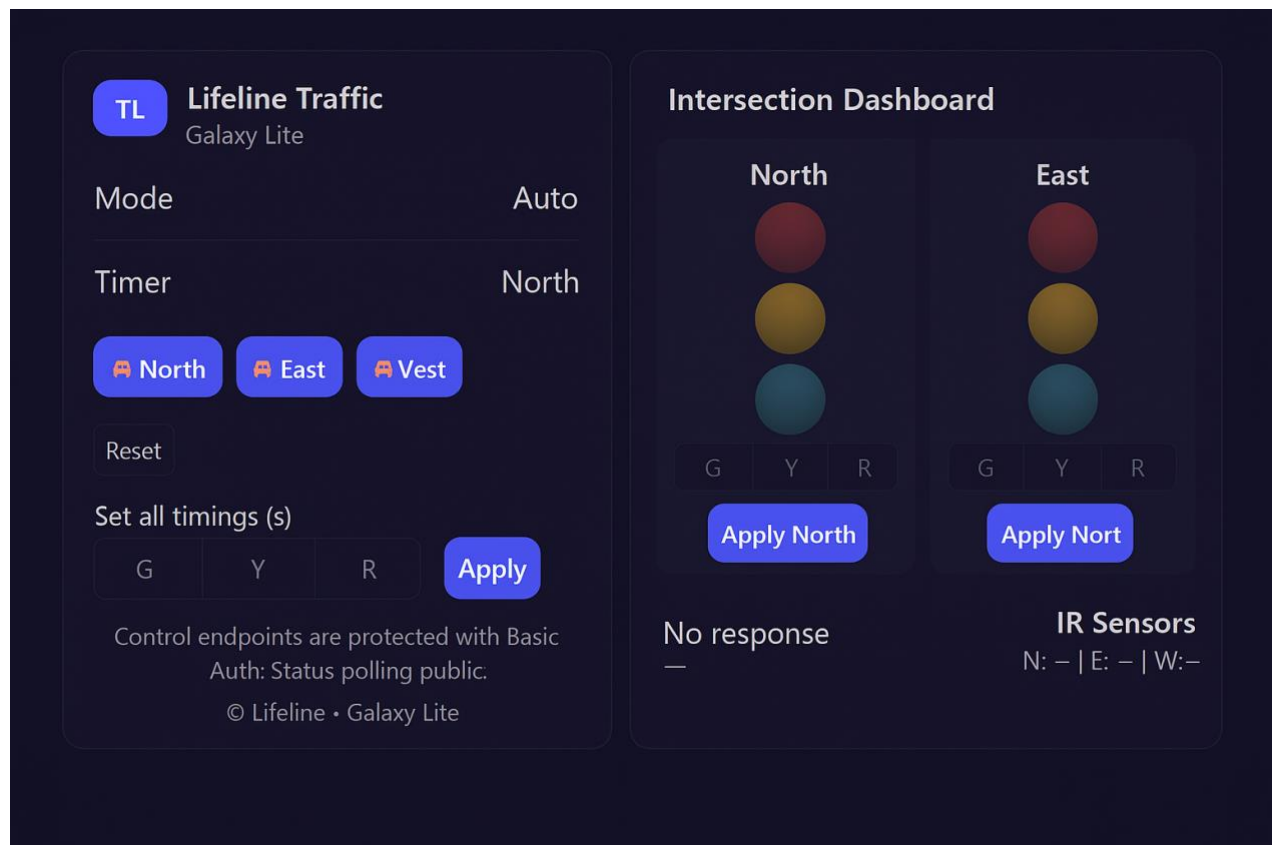 TL
Lifeline Traffic
Galaxy Lite
Mode Auto
Timer North
North East Vest
Reset
Set all timings (s)
G Y R Apply
Control endpoints are protected with Basic
Auth: Status polling public.
© Lifeline • Galaxy Lite
Intersection Dashboard
North East
G Y R G Y R
Apply North Apply Nort
No response
—
IR Sensors
N: – | E: – | W:–